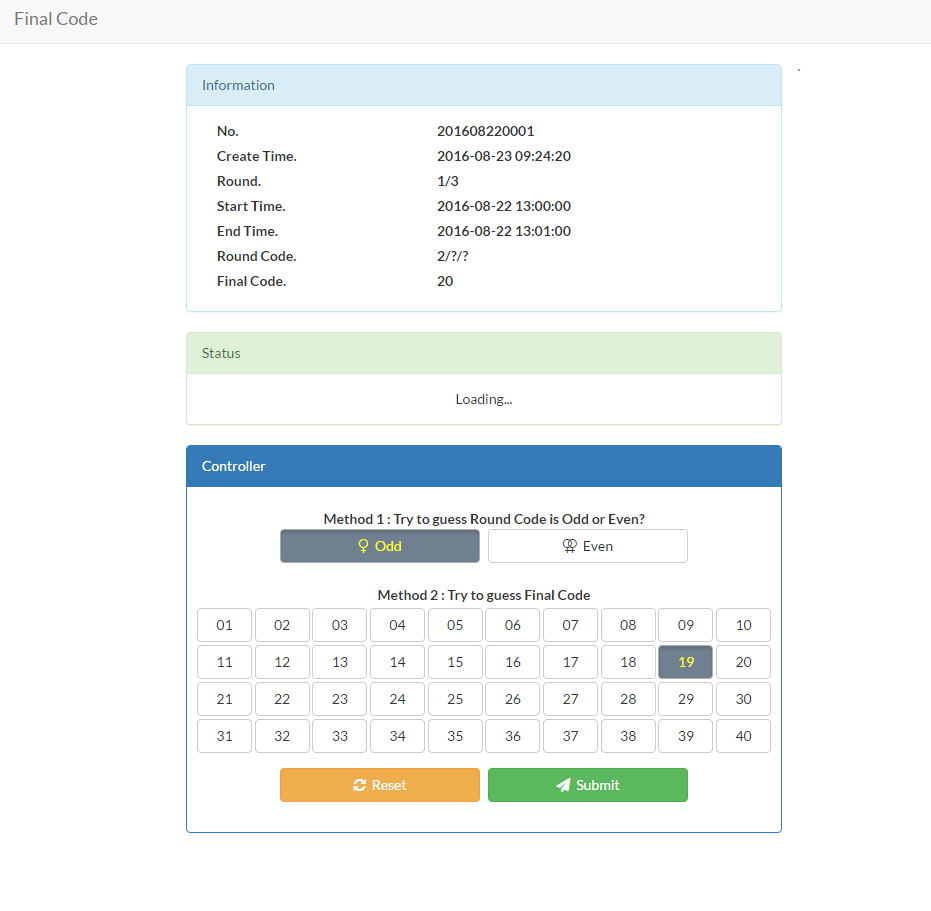 Final Code
`
Information
No. 201608220001
Create Time. 2016-08-23 09:24:20
Round. 1/3
Start Time. 2016-08-22 13:00:00
End Time. 2016-08-22 13:01:00
Round Code. 2/?/?
Final Code. 20
Status
Loading...
Controller
Method 1 : Try to guess Round Code is Odd or Even?
Odd Even
Method 2 : Try to guess Final Code
01 02 03 04 05 06 07 08 09 10
11 12 13 14 15 16 17 18 19 20
21 22 23 24 25 26 27 28 29 30
31 32 33 34 35 36 37 38 39 40
Reset Submit